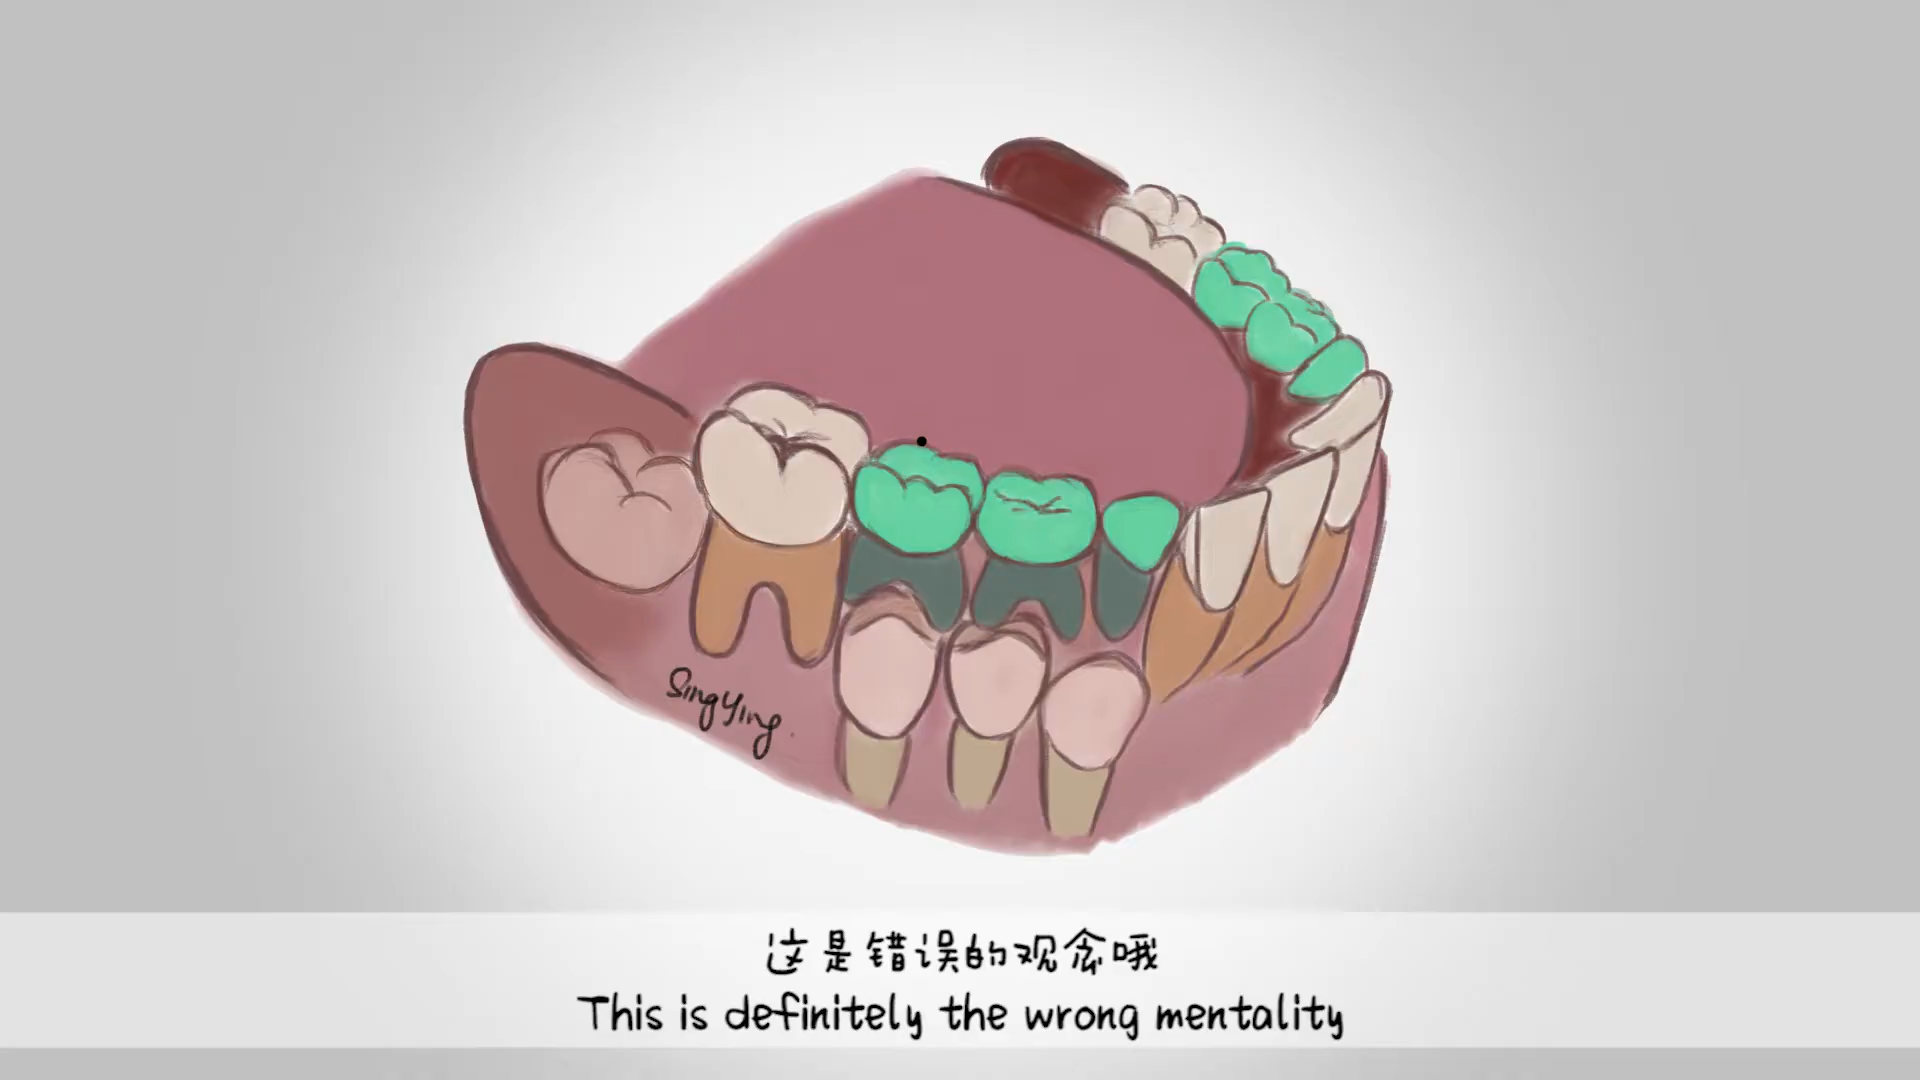 SingYing
这是错误的观念哦
This is definitely the wrong mentality